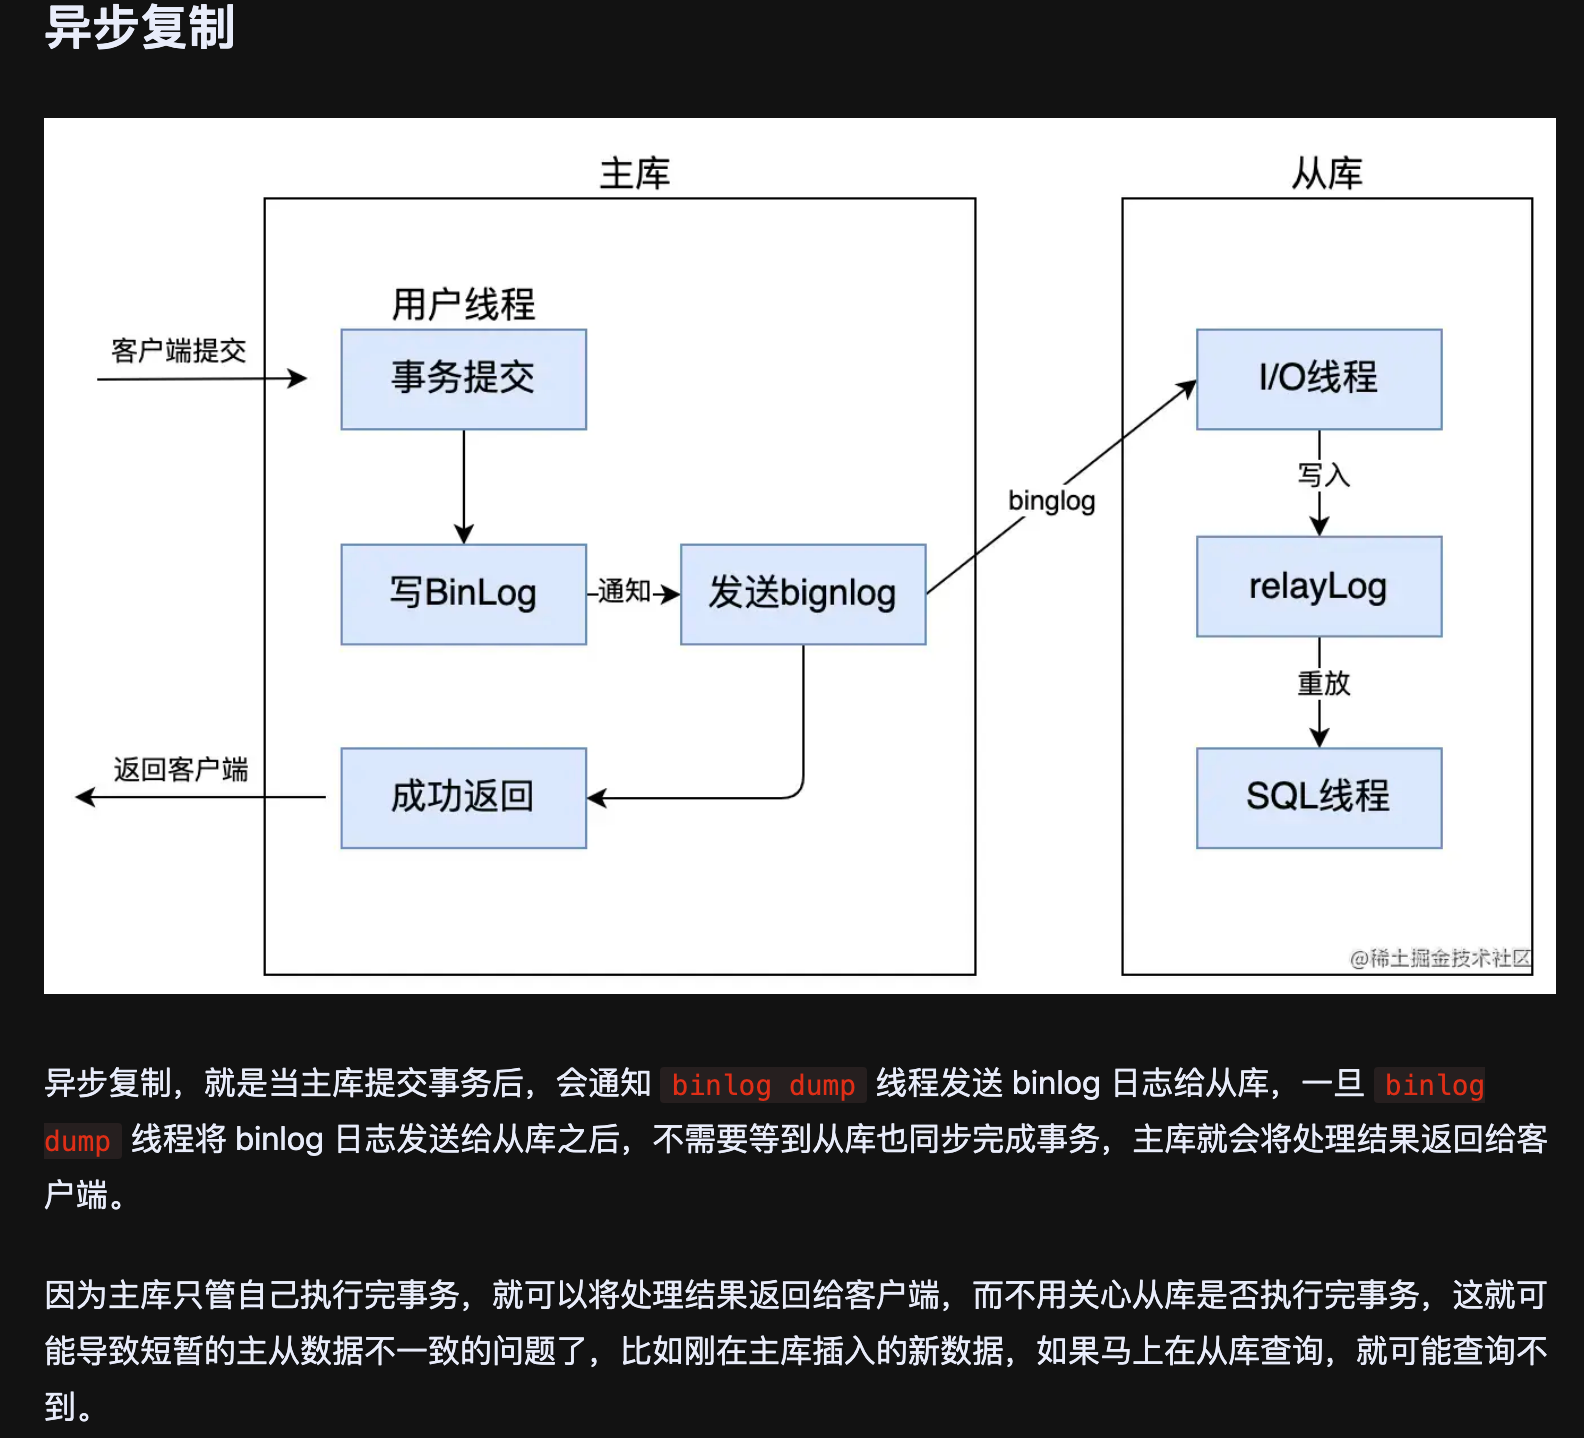 异步复制
主库
从库
用户线程
客户端提交
事务提交
I/O线程
写入
binglog
写BinLog
通知
发送bignlog
relayLog
重放
返回客户端
成功返回
SQL线程
@稀土掘金技术社区
异步复制，就是当主库提交事务后，会通知 binlog dump 线程发送 binlog 日志给从库，一旦 binlog
dump 线程将 binlog 日志发送给从库之后，不需要等到从库也同步完成事务，主库就会将处理结果返回给客
户端。
因为主库只管自己执行完事务，就可以将处理结果返回给客户端，而不用关心从库是否执行完事务，这就可
能导致短暂的主从数据不一致的问题了，比如刚在主库插入的新数据，如果马上在从库查询，就可能查询不
到。